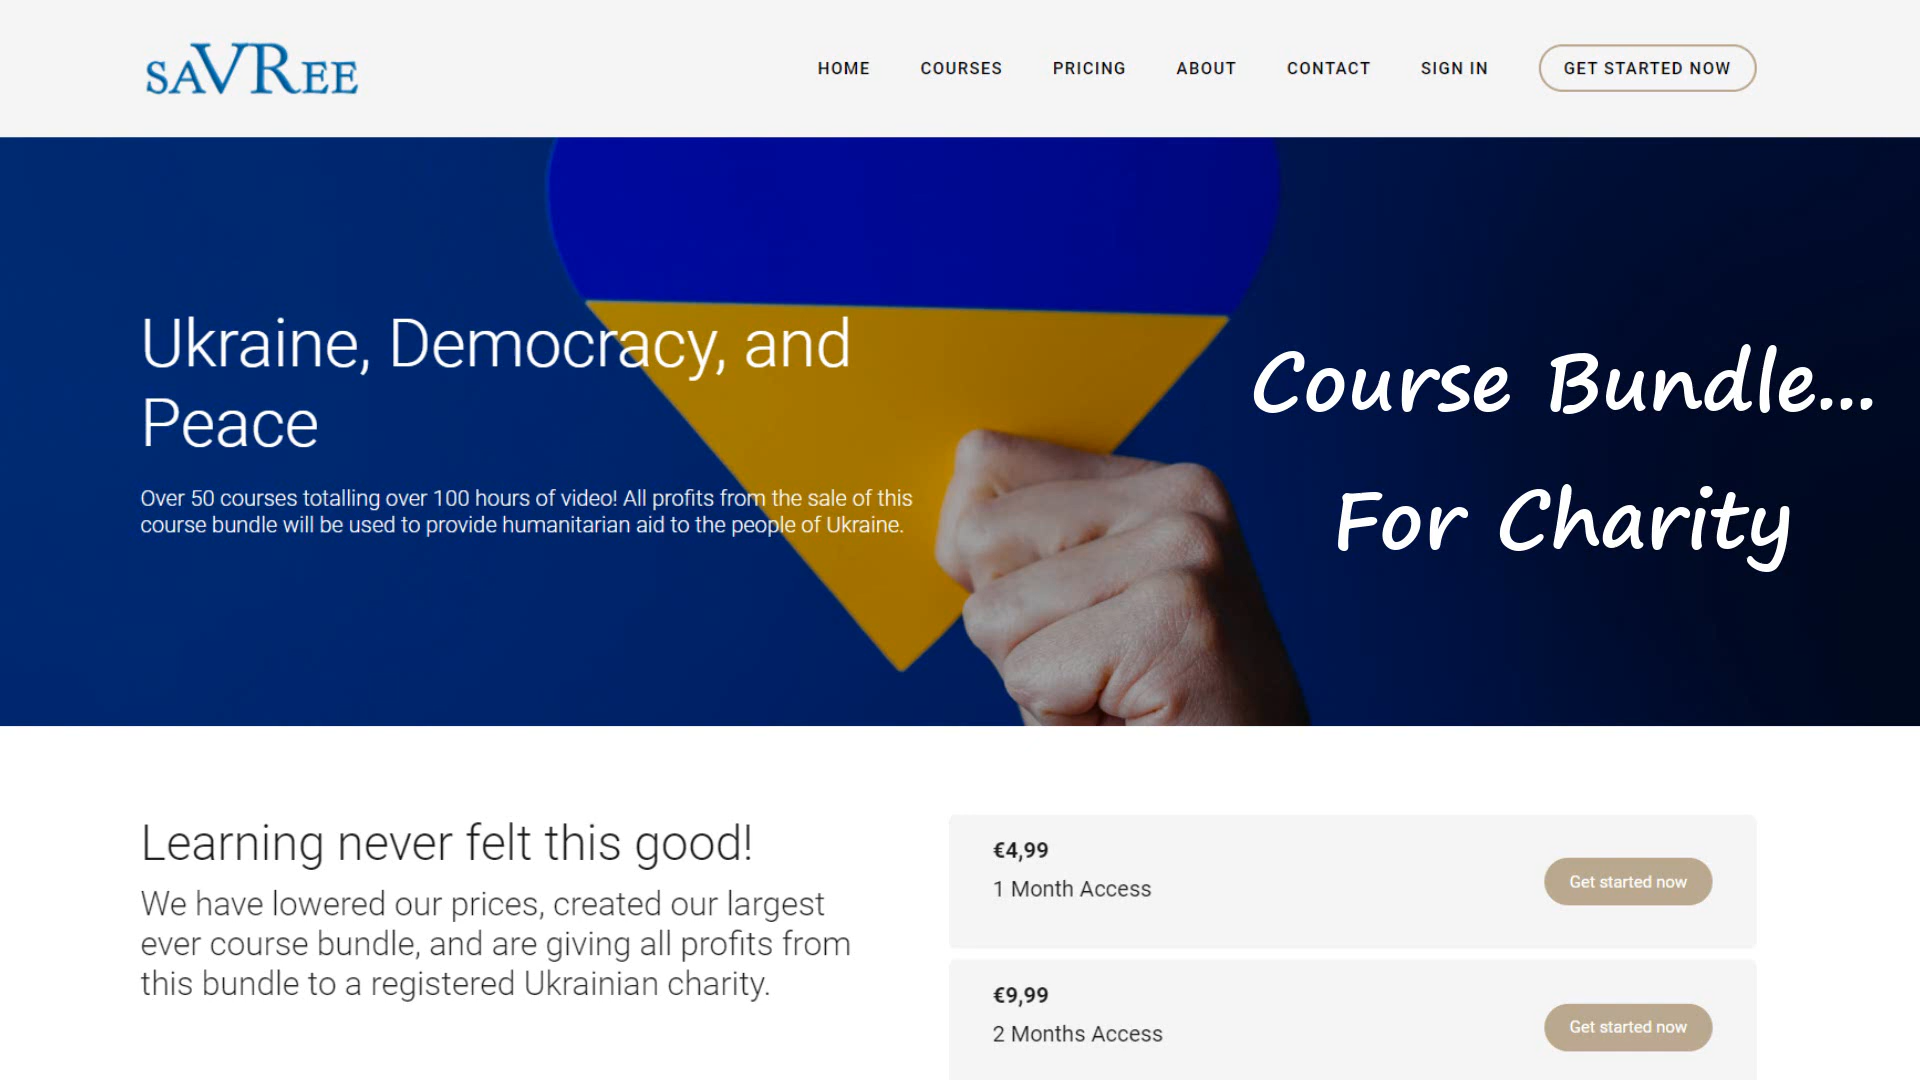 saVRee
HOME COURSES PRICING ABOUT CONTACT SIGN IN GET STARTED NOW
Ukraine, Democracy, and
Peace
Over 50 courses totalling over 100 hours of video! All profits from the sale of this
course bundle will be used to provide humanitarian aid to the people of Ukraine.
Course Bundle...
For Charity
Learning never felt this good!
We have lowered our prices, created our largest
ever course bundle, and are giving all profits from
this bundle to a registered Ukrainian charity.
€4,99
1 Month Access
Get started now
€9,99
2 Months Access
Get started now